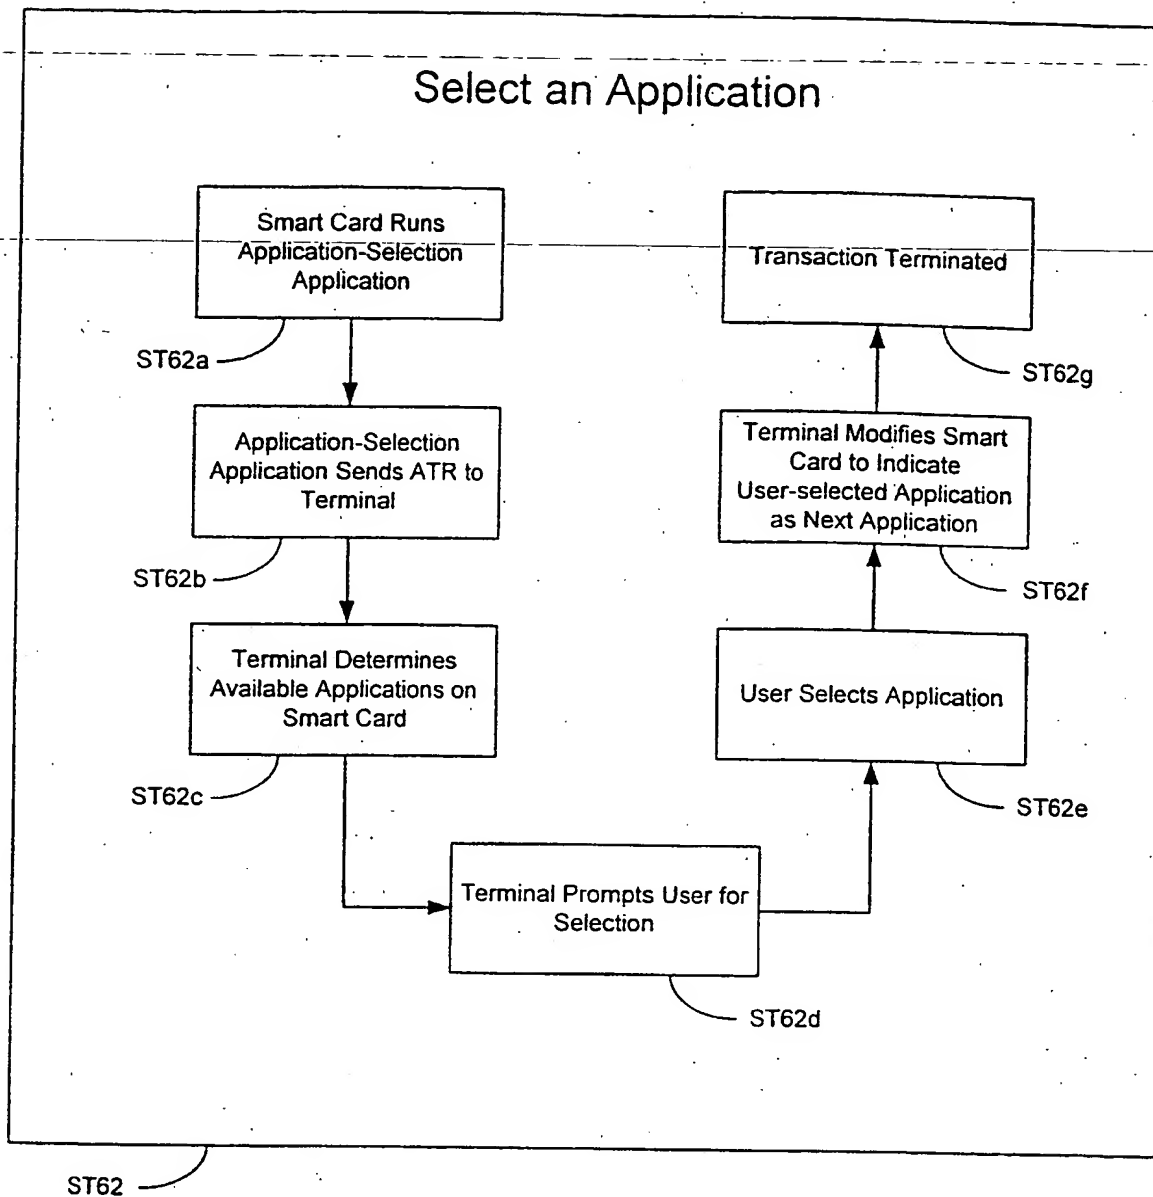 Select an Application
Smart Card Runs
Application-Selection
Application
ST62a
Application-Selection
Application Sends ATR to
Terminal
ST62b
Terminal Determines
Available Applications on
Smart Card
ST62c
Terminal Prompts User for
Selection
ST62d
User Selects Application
ST62e
Terminal Modifies Smart
Card to Indicate
User-selected Application
as Next Application
ST62f
Transaction Terminated
ST62g
ST62